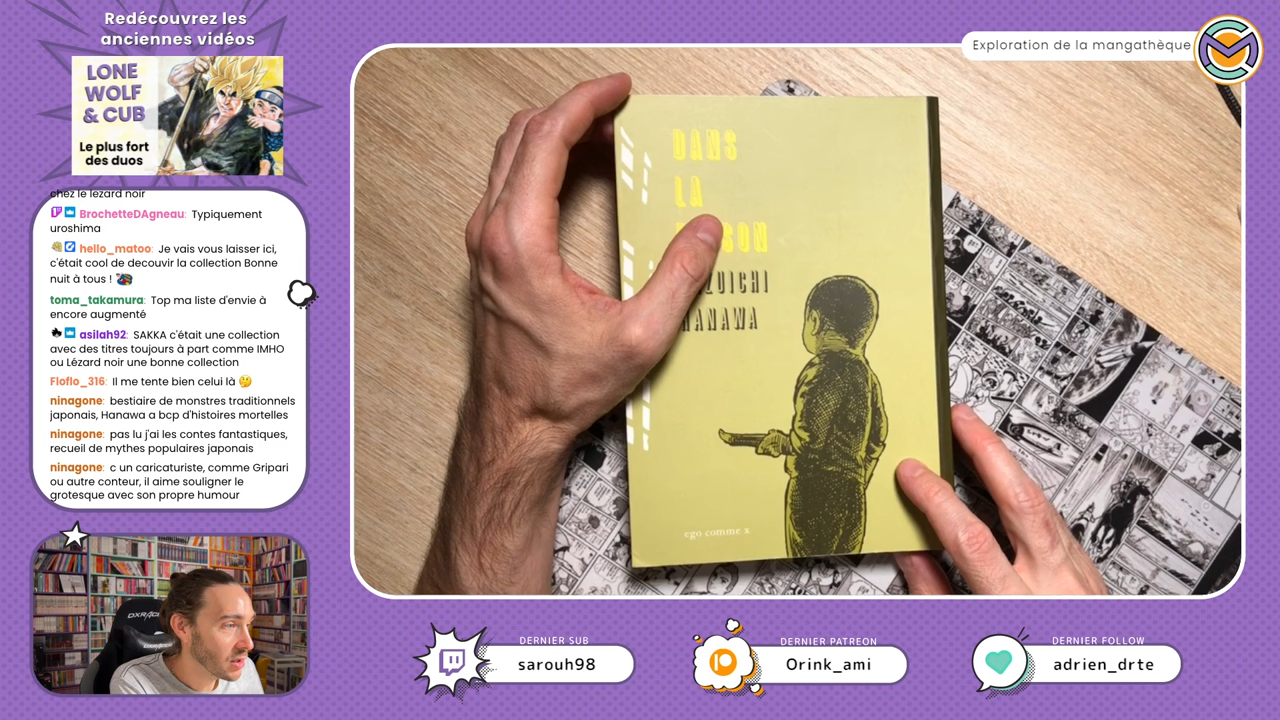 Redécouvrez les
anciennes vidéos
LONE
WOLF
& CUB
Le plus fort
des duos
chez le lézard noir
BrochetteDAgneau: Typiquement
uroshima
hello_matoo: Je vais vous laisser ici,
c'était cool de decouvir la collection Bonne
nuit à tous !
toma_takamura: Top ma liste d'envie à
encore augmenté
asilah92: SAKKA c'était une collection
avec des titres toujours à part comme IMHO
ou Lézard noir une bonne collection
Floflo_316: Il me tente bien celui là 🤔
ninagone: bestiaire de monstres traditionnels
japonais, Hanawa a bcp d'histoires mortelles
ninagone: pas lu j'ai les contes fantastiques,
recueil de mythes populaires japonais
ninagone: c un caricaturiste, comme Gripari
ou autre conteur, il aime souligner le
grotesque avec son propre humour
Exploration de la mangathèque
DANS
LA
SON
ZUICHI
HANAWA
ego comme x
DXRACER
DERNIER SUB
sarouh98
DERNIER PATREON
Orink_ami
DERNIER FOLLOW
adrien_drte